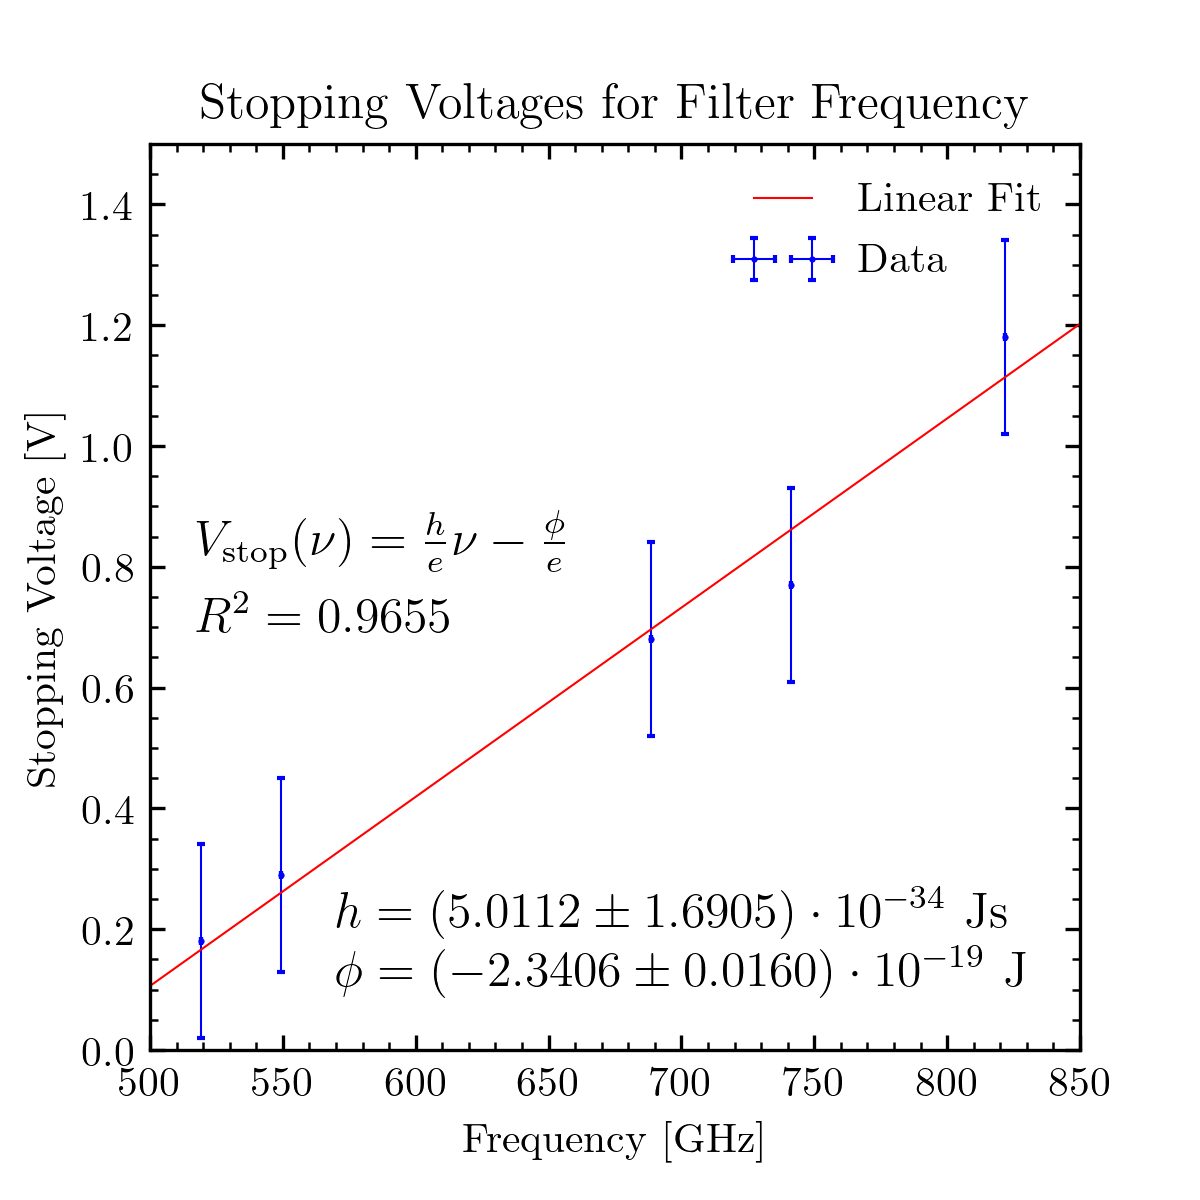 Stopping Voltages for Filter Frequency
Linear Fit
Data
1.4
1.2
1.0
0.8
0.6
0.4
0.2
0.0
Stopping Voltage [V]
V_stop(ν) = h/e ν − ϕ/e
R² = 0.9655
h = (5.0112 ± 1.6905) · 10⁻³⁴ Js
ϕ = (−2.3406 ± 0.0160) · 10⁻¹⁹ J
500 550 600 650 700 750 800 850
Frequency [GHz]